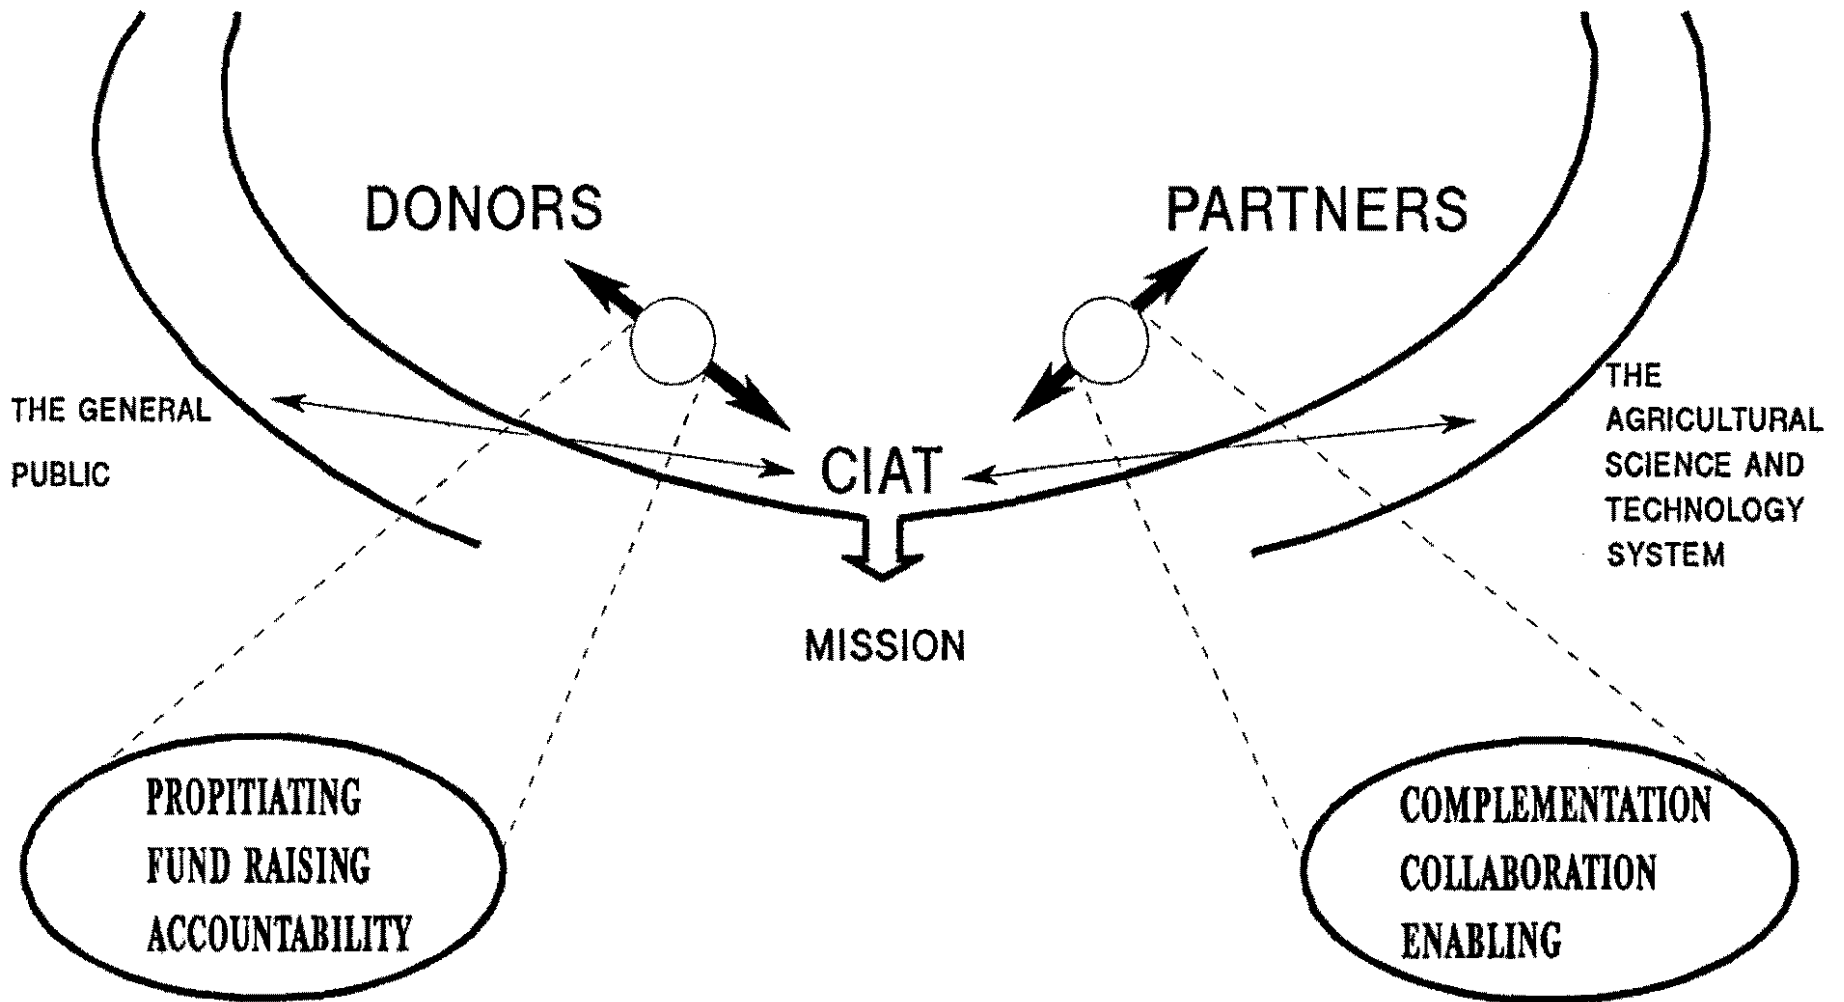 DONORS
PARTNERS
THE GENERAL
PUBLIC
CIAT
THE
AGRICULTURAL
SCIENCE AND
TECHNOLOGY
SYSTEM
MISSION
PROPITIATING
FUND RAISING
ACCOUNTABILITY
COMPLEMENTATION
COLLABORATION
ENABLING